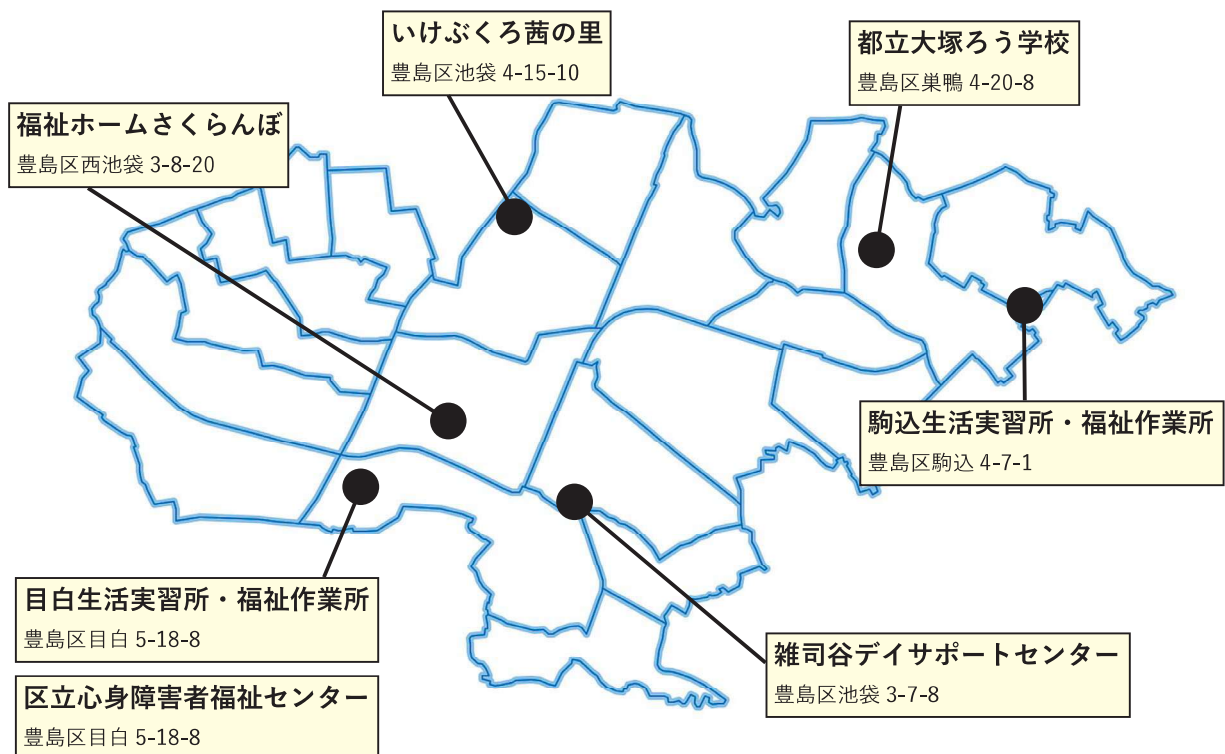 いけぶくろ茜の里
豊島区池袋 4-15-10
都立大塚ろう学校
豊島区巣鴨 4-20-8
福祉ホームさくらんぼ
豊島区西池袋 3-8-20
駒込生活実習所・福祉作業所
豊島区駒込 4-7-1
目白生活実習所・福祉作業所
豊島区目白 5-18-8
雑司谷デイサポートセンター
豊島区池袋 3-7-8
区立心身障害者福祉センター
豊島区目白 5-18-8